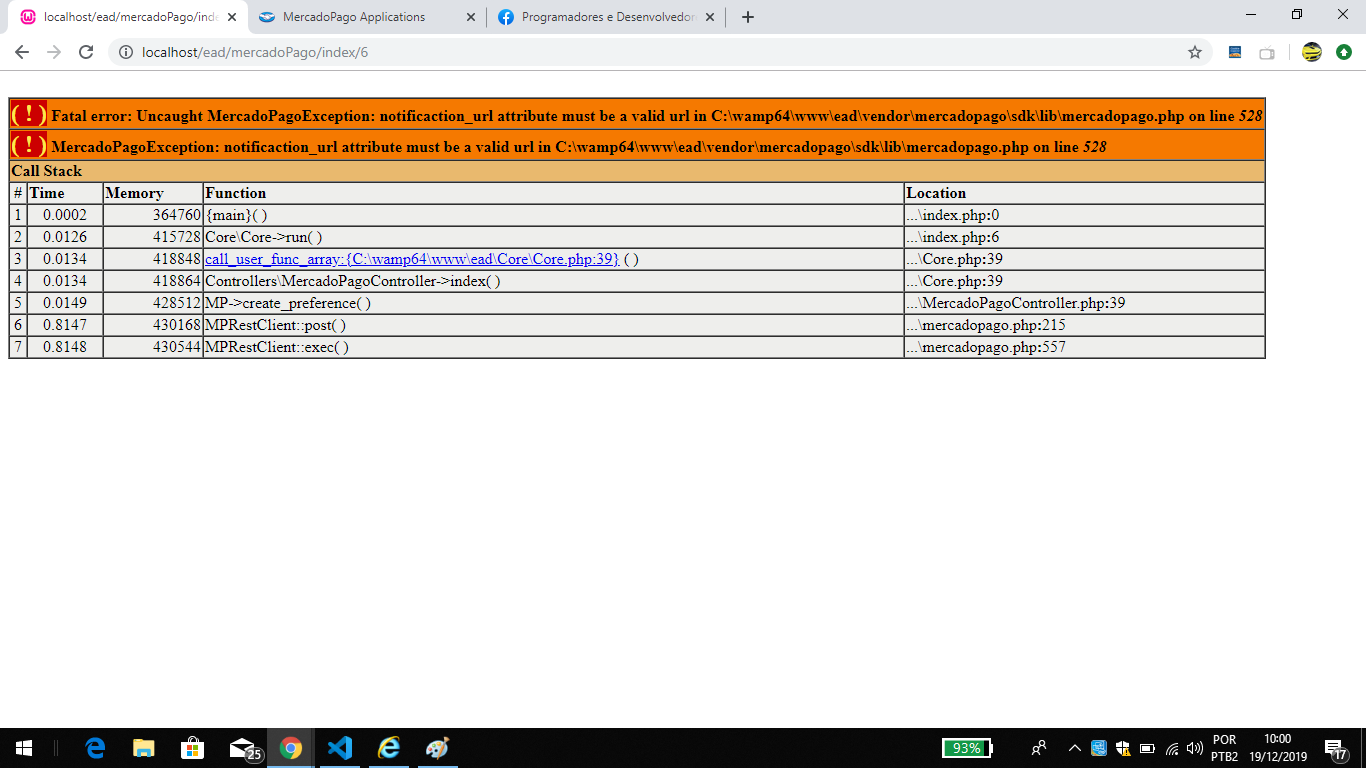 localhost/ead/mercadoPago/inde
MercadoPago Applications
Programadores e Desenvolvedor
localhost/ead/mercadoPago/index/6
( ! ) Fatal error: Uncaught MercadoPagoException: notificaction_url attribute must be a valid url in C:\wamp64\www\ead\vendor\mercadopago\sdk\lib\mercadopago.php on line 528
( ! ) MercadoPagoException: notificaction_url attribute must be a valid url in C:\wamp64\www\ead\vendor\mercadopago\sdk\lib\mercadopago.php on line 528
Call Stack
# Time Memory Function Location
1 0.0002 364760 {main}( ) ...\index.php:0
2 0.0126 415728 Core\Core->run( ) ...\index.php:6
3 0.0134 418848 call_user_func_array:{C:\wamp64\www\ead\Core\Core.php:39} ( ) ...\Core.php:39
4 0.0134 418864 Controllers\MercadoPagoController->index( ) ...\Core.php:39
5 0.0149 428512 MP->create_preference( ) ...\MercadoPagoController.php:39
6 0.8147 430168 MPRestClient::post( ) ...\mercadopago.php:215
7 0.8148 430544 MPRestClient::exec( ) ...\mercadopago.php:557
25
93%
POR
PTB2
10:00
19/12/2019
17